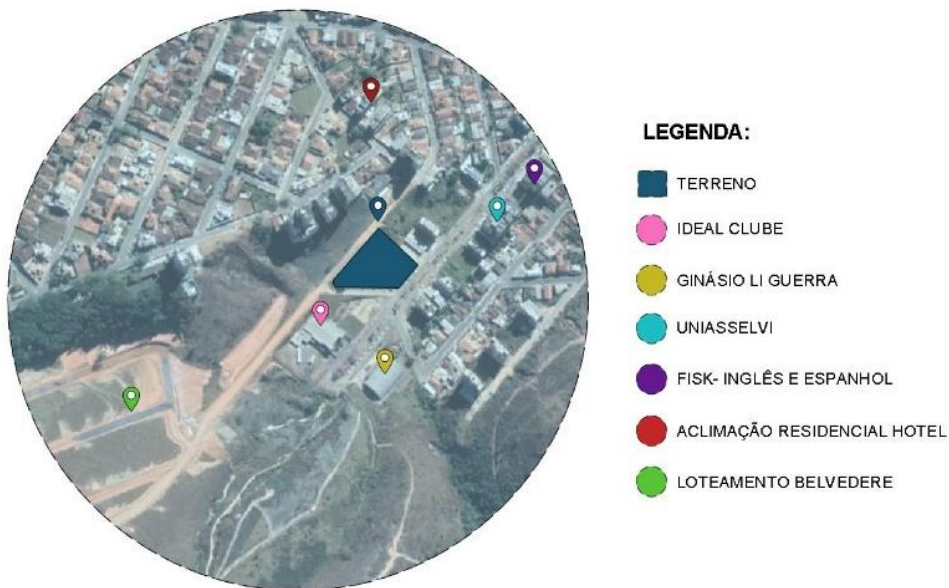 LEGENDA:
TERRENO
IDEAL CLUBE
GINÁSIO LI GUERRA
UNIASSELVI
FISK- INGLÊS E ESPANHOL
ACLIMAÇÃO RESIDENCIAL HOTEL
LOTEAMENTO BELVEDERE